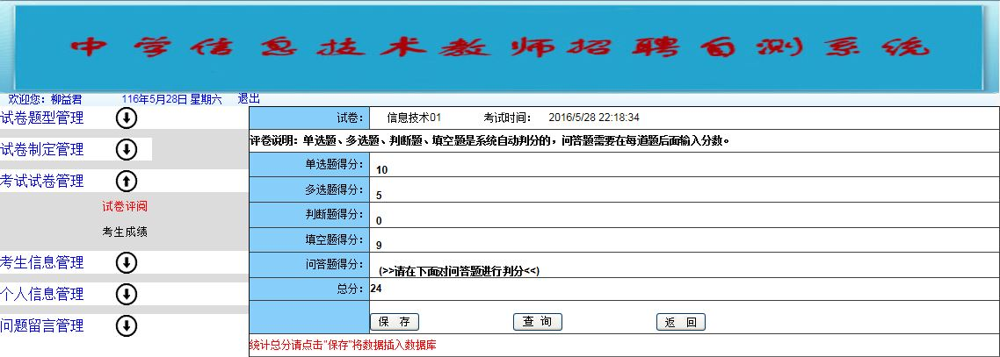 中学信息技术教师招聘自测系统
欢迎您：柳益君 116年5月28日 星期六 退出
试卷题型管理
试卷制定管理
考试试卷管理
试卷评阅
考生成绩
考生信息管理
个人信息管理
问题留言管理
试卷： 信息技术01 考试时间： 2016/5/28 22:18:34
评卷说明：单选题、多选题、判断题、填空题是系统自动判分的，问答题需要在每道题后面输入分数。
单选题得分： 10
多选题得分： 5
判断题得分： 0
填空题得分： 9
问答题得分： (>>请在下面对问答题进行判分<<)
总分： 24
保 存 查 询 返 回
统计总分请点击"保存"将数据插入数据库